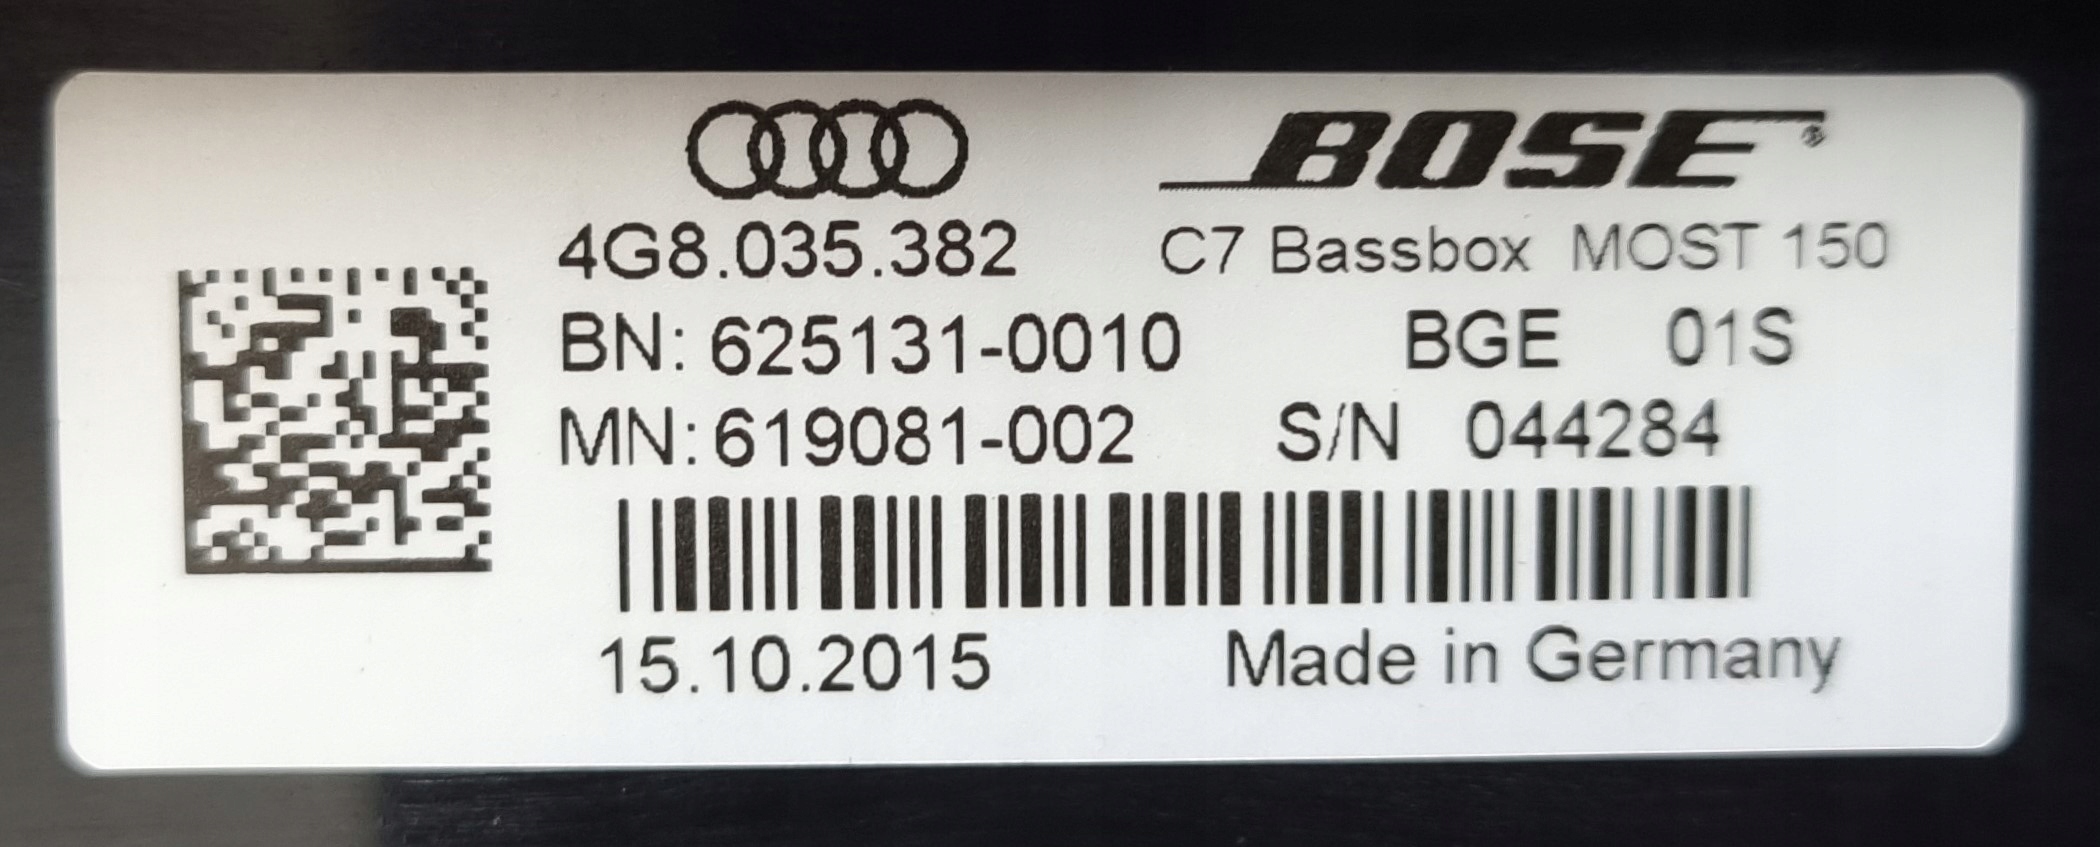 BOSE®
4G8.035.382 C7 Bassbox MOST 150
BN: 625131-0010 BGE 01S
MN: 619081-002 S/N 044284
15.10.2015 Made in Germany